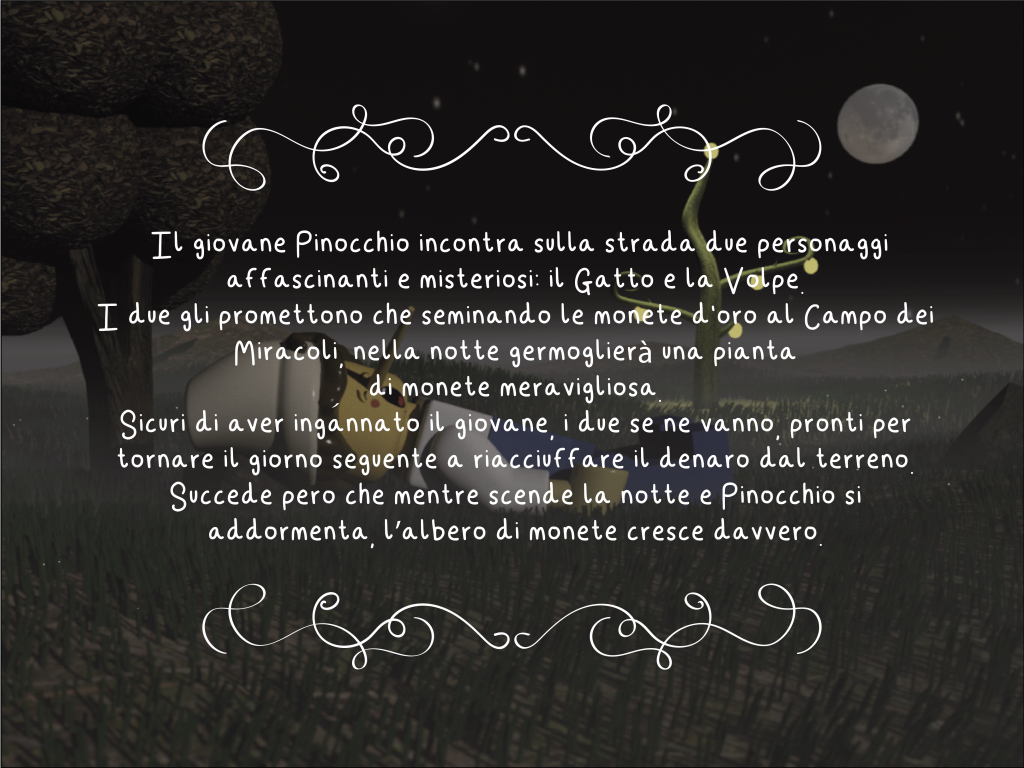 Il giovane Pinocchio incontra sulla strada due personaggi
affascinanti e misteriosi: il Gatto e la Volpe.
I due gli promettono che seminando le monete d'oro al Campo dei
Miracoli, nella notte germoglierà una pianta
di monete meravigliosa.
Sicuri di aver ingannato il giovane, i due se ne vanno, pronti per
tornare il giorno seguente a riacciuffare il denaro dal terreno.
Succede pero che mentre scende la notte e Pinocchio si
addormenta, l'albero di monete cresce davvero.